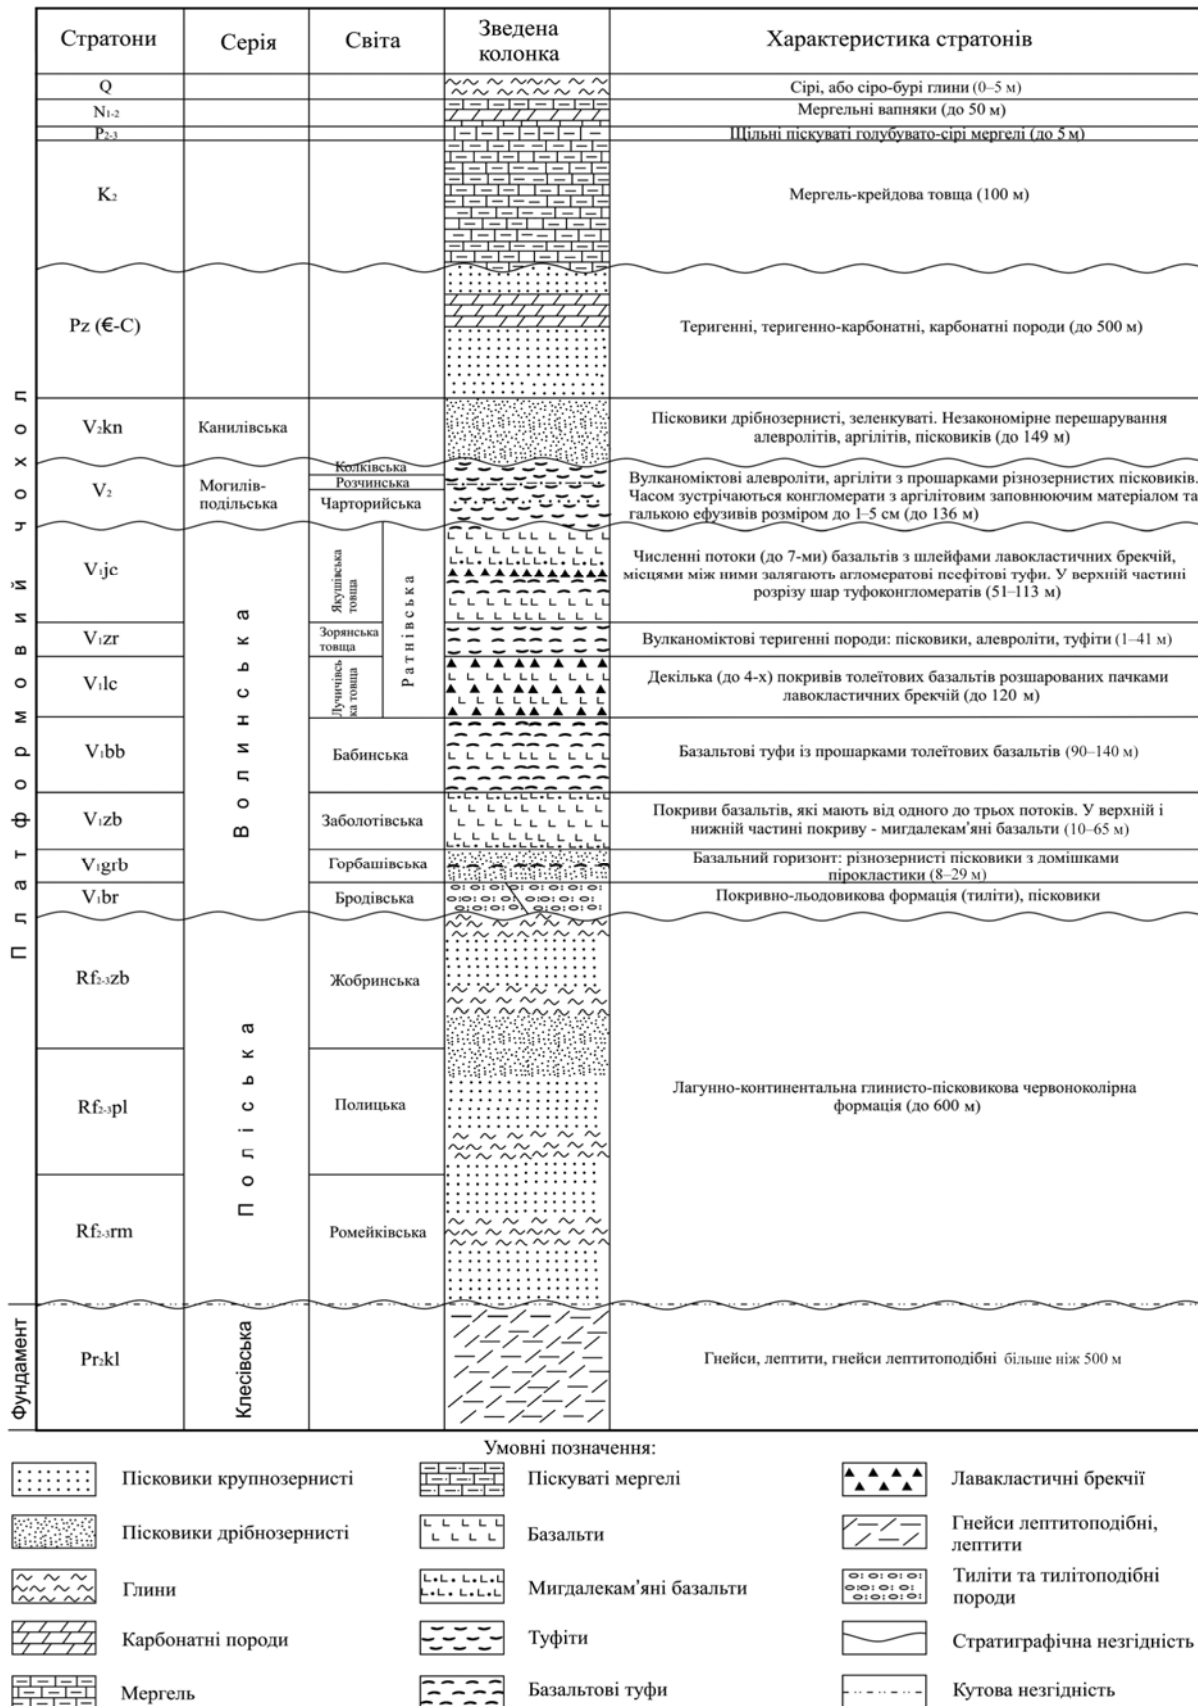 Стратони
Серія
Світа
Зведена
колонка
Характеристика стратонів
Платформовий чохол
Q
Сірі, або сіро-бурі глини (0–5 м)
N1-2
Мергельні вапняки (до 50 м)
P2-3
Щільні піскуваті голубувато-сірі мергелі (до 5 м)
K2
Мергель-крейдова товща (100 м)
Pz (€-C)
Теригенні, теригенно-карбонатні, карбонатні породи (до 500 м)
V2kn
Канилівська
Пісковики дрібнозернисті, зеленкуваті. Незакономірне перешарування
алевролітів, аргілітів, пісковиків (до 149 м)
V2
Могилів-
подільська
Колківська
Розчинська
Чарторийська
Вулканоміктові алевроліти, аргіліти з прошарками різнозернистих пісковиків.
Часом зустрічаються конгломерати з аргілітовим заповнюючим матеріалом та
галькою ефузивів розміром до 1–5 см (до 136 м)
Волинська
Ратнівська
V1jc
Якушівська
товща
Численні потоки (до 7-ми) базальтів з шлейфами лавокластичних брекчій,
місцями між ними залягають агломератові псефітові туфи. У верхній частині
розрізу шар туфоконгломератів (51–113 м)
V1zr
Зорянська
товща
Вулканоміктові теригенні породи: пісковики, алевроліти, туфіти (1–41 м)
V1lc
Лучичівсь
ка товща
Декілька (до 4-х) покривів толеїтових базальтів розшарованих пачками
лавокластичних брекчій (до 120 м)
V1bb
Бабинська
Базальтові туфи із прошарками толеїтових базальтів (90–140 м)
V1zb
Заболотівська
Покриви базальтів, які мають від одного до трьох потоків. У верхній і
нижній частині покриву - мигдалекам'яні базальти (10–65 м)
V1grb
Горбашівська
Базальний горизонт: різнозернисті пісковики з домішками
пірокластики (8–29 м)
V1br
Бродівська
Покривно-льодовикова формація (тиліти), пісковики
Поліська
Rf2-3zb
Жобринська
Rf2-3pl
Полицька
Лагунно-континентальна глинисто-пісковикова червоноколірна
формація (до 600 м)
Rf2-3rm
Ромейківська
Фундамент
Pr2kl
Клесівська
Гнейси, лептити, гнейси лептитоподібні більше ніж 500 м
Умовні позначення:
Пісковики крупнозернисті
Піскуваті мергелі
Лавакластичні брекчії
Пісковики дрібнозернисті
Базальти
Гнейси лептитоподібні,
лептити
Глини
Мигдалекам'яні базальти
Тиліти та тилітоподібні
породи
Карбонатні породи
Туфіти
Стратиграфічна незгідність
Мергель
Базальтові туфи
Кутова незгідність